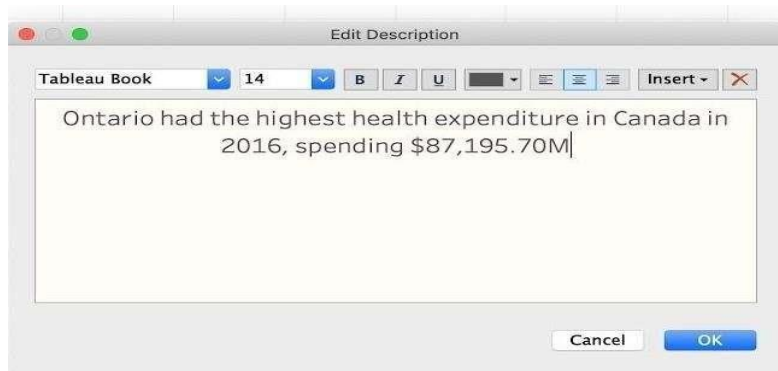 Edit Description
Tableau Book 14 B I U Insert
Ontario had the highest health expenditure in Canada in
2016, spending $87,195.70M
Cancel OK